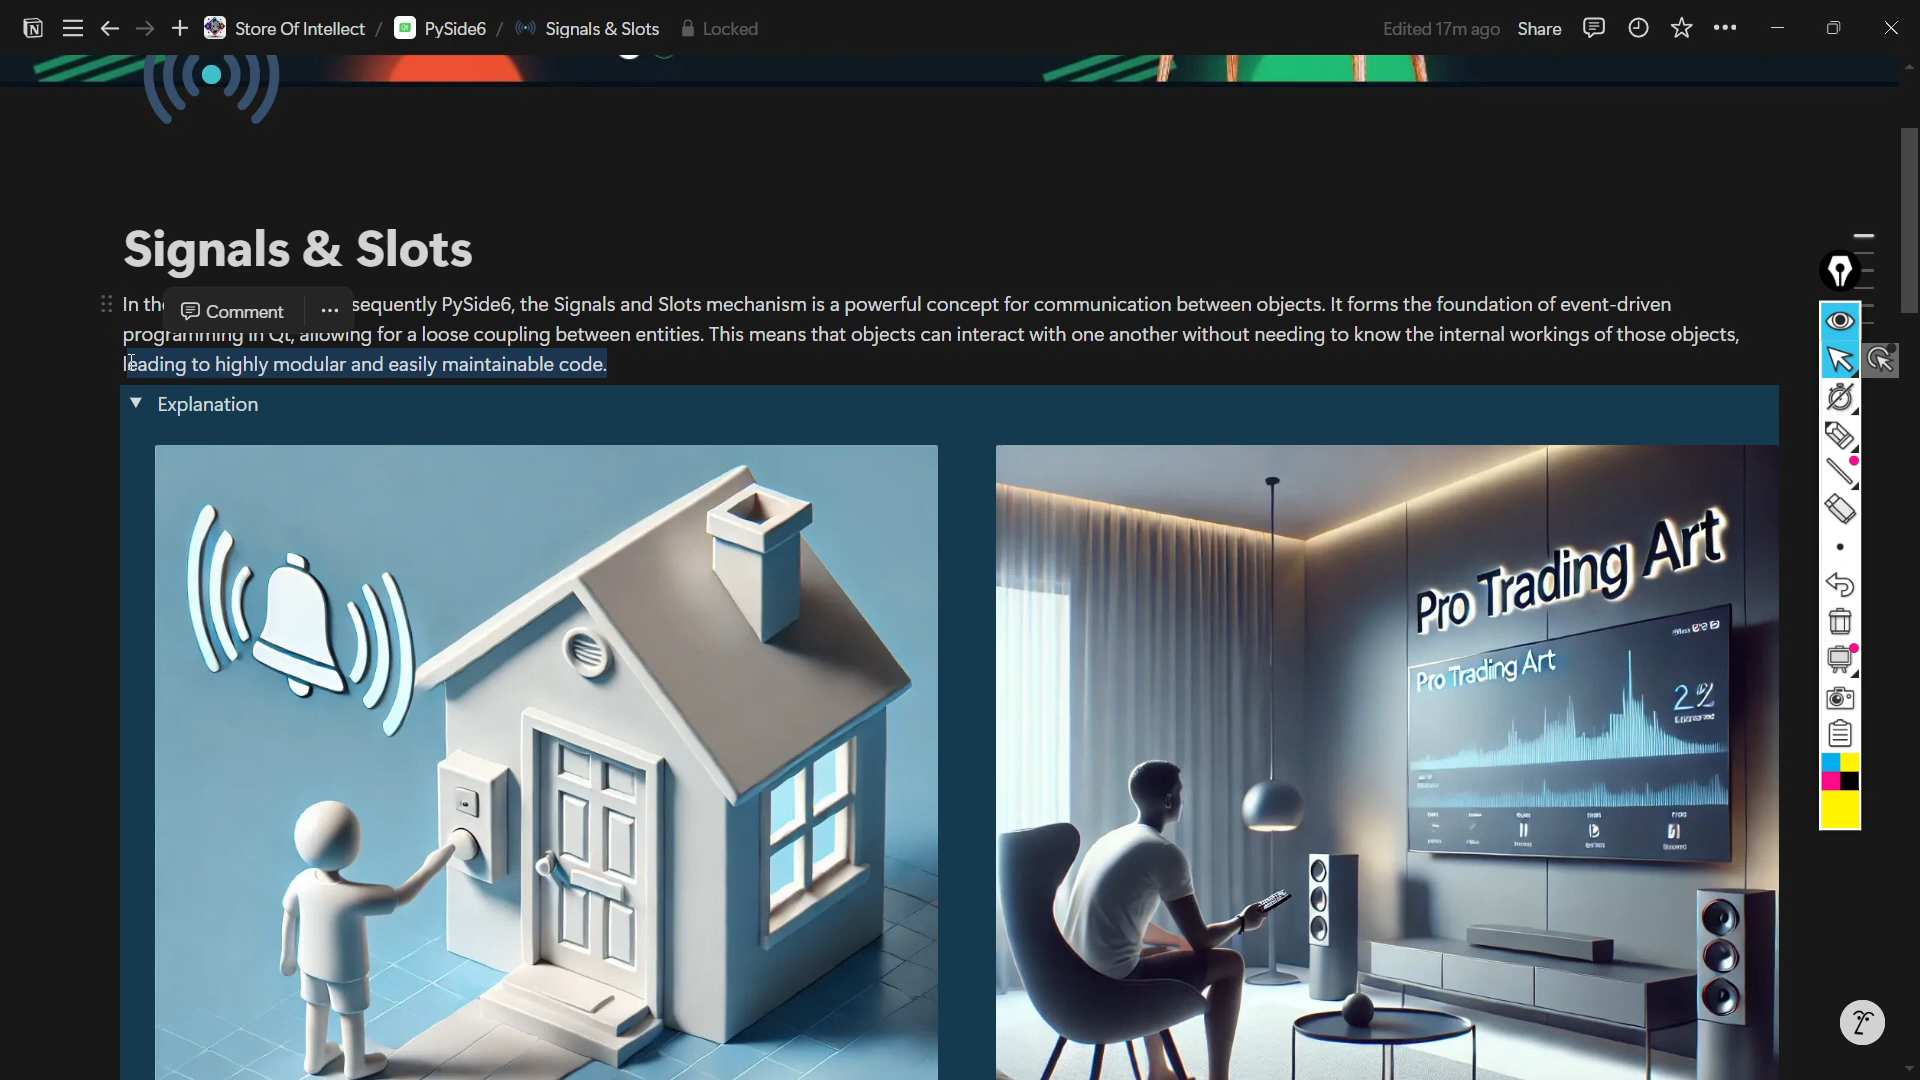 Store Of Intellect / PySide6 / Signals & Slots Locked
Edited 17m ago Share
Signals & Slots
In the sequently PySide6, the Signals and Slots mechanism is a powerful concept for communication between objects. It forms the foundation of event-driven
Comment
programming in Qt, allowing for a loose coupling between entities. This means that objects can interact with one another without needing to know the internal workings of those objects,
leading to highly modular and easily maintainable code.
Explanation
Pro Trading Art
Pro Trading Art